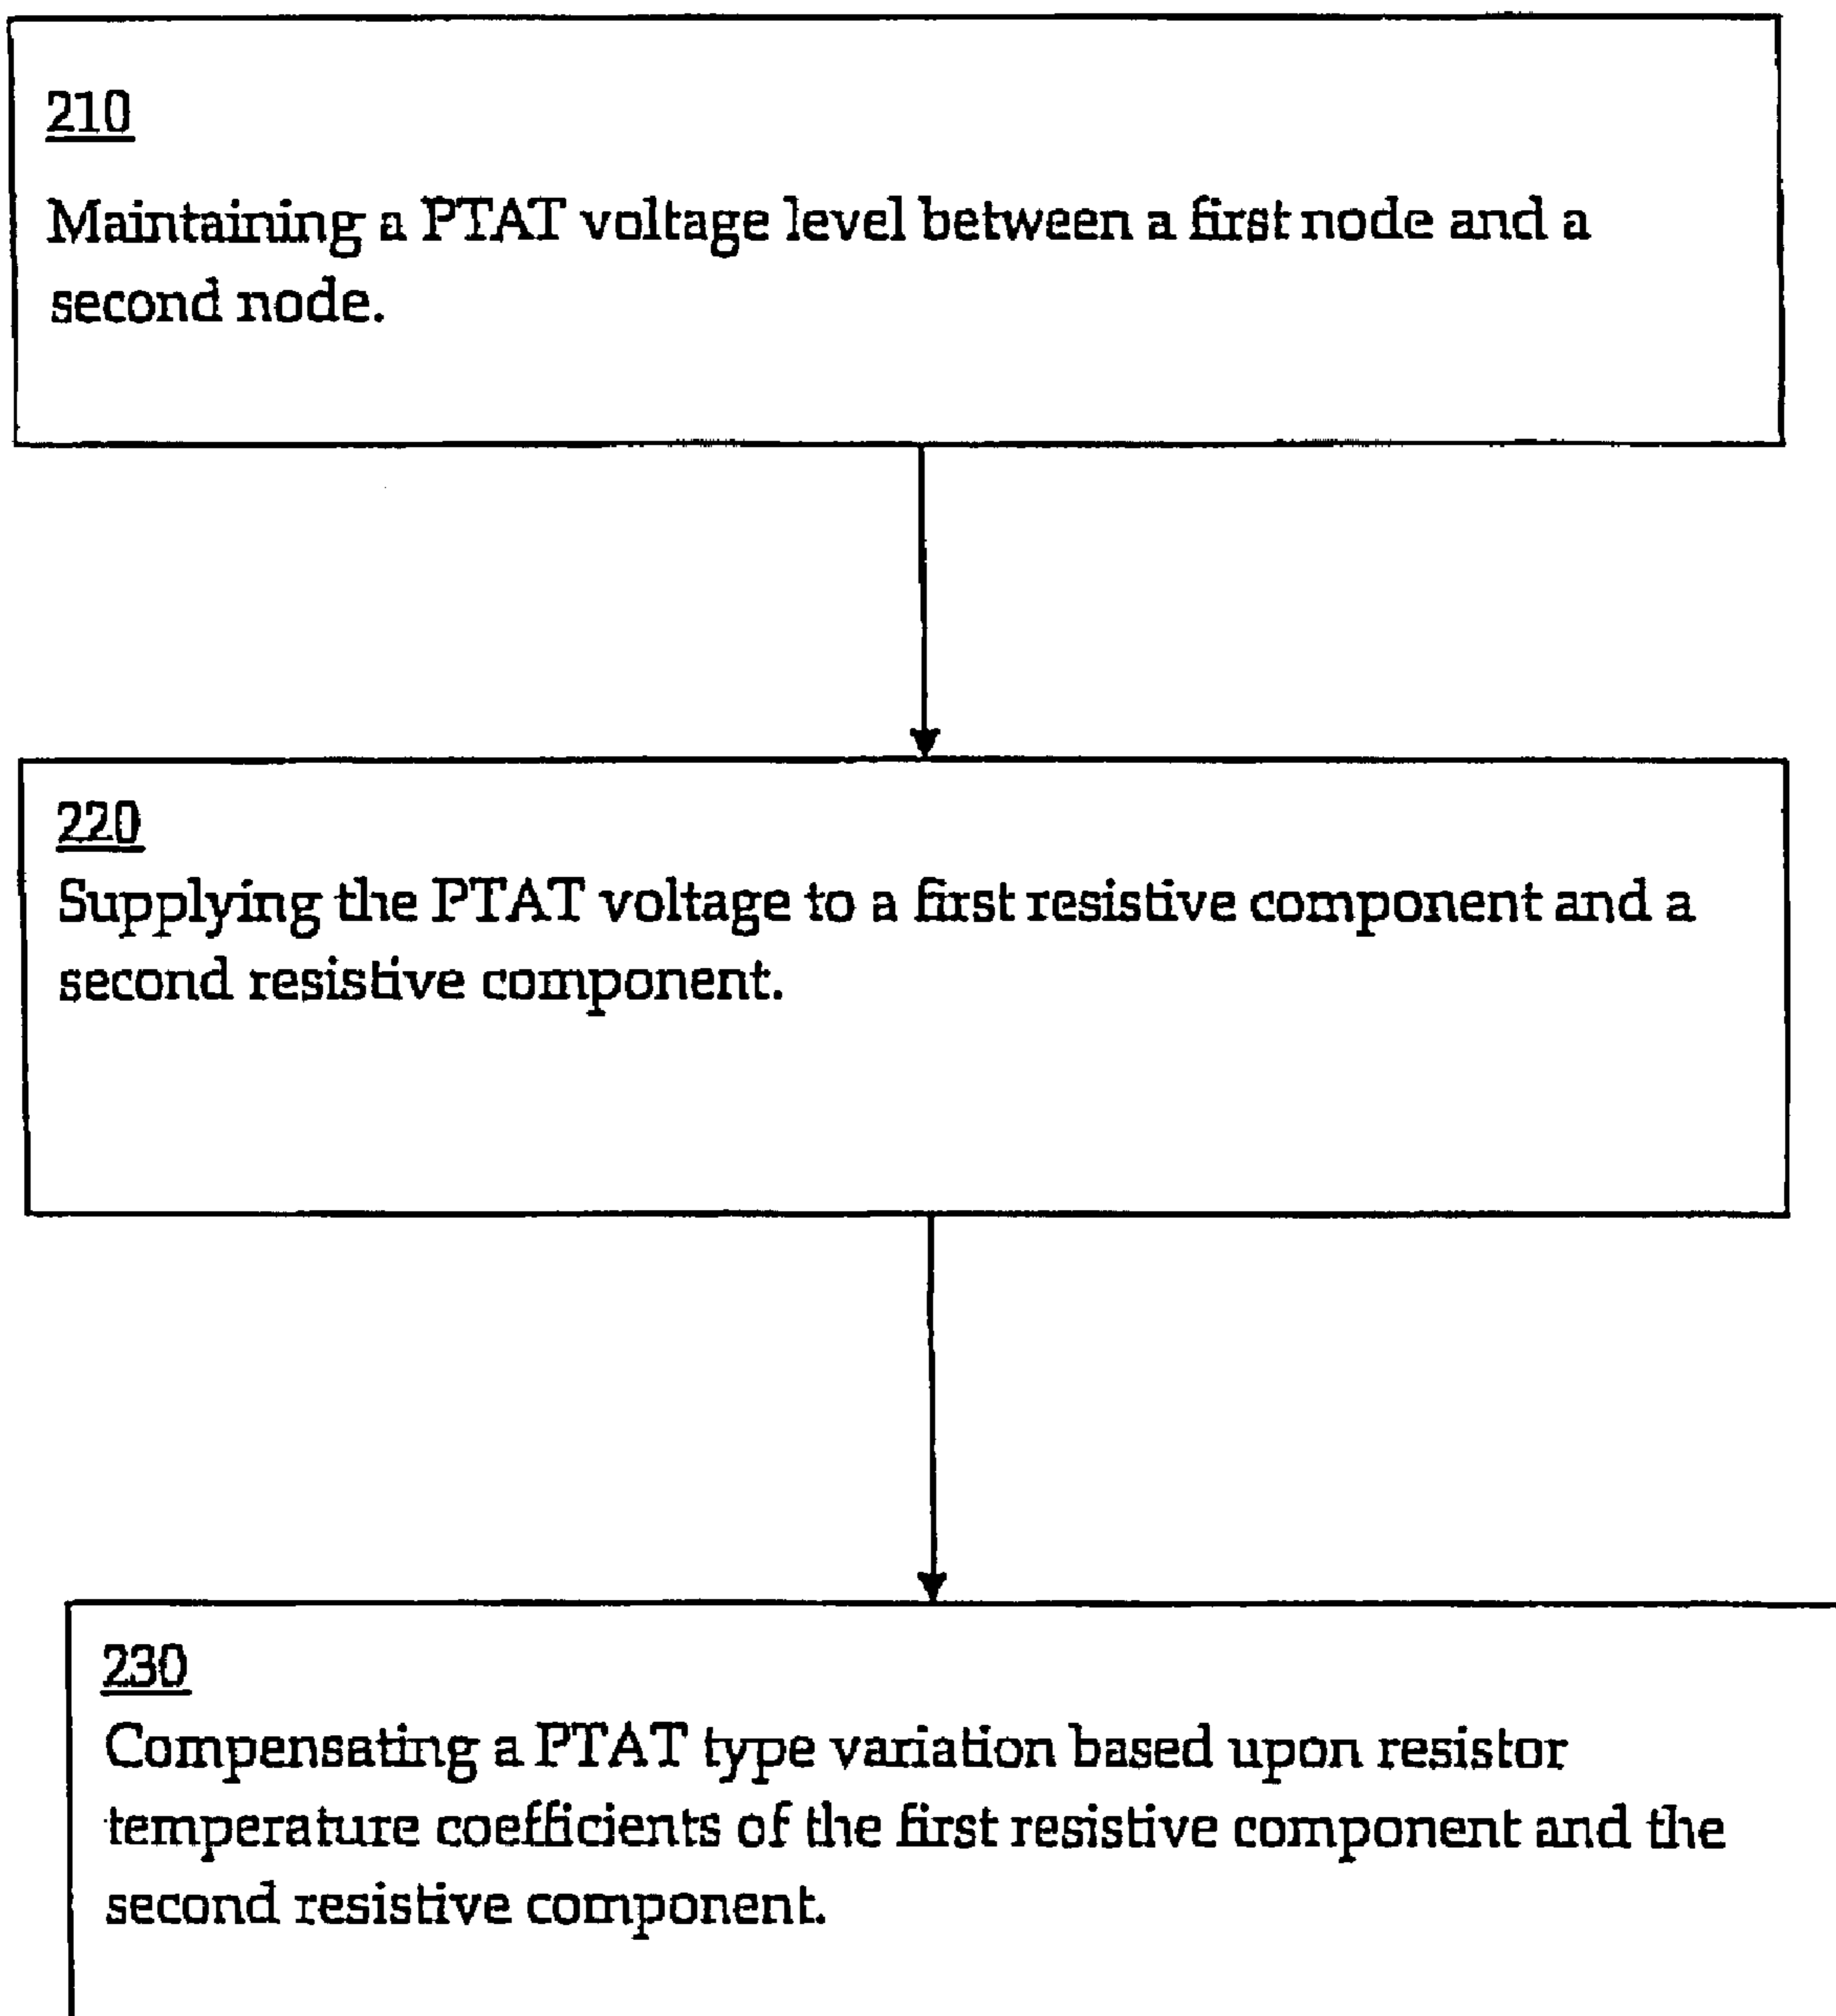 210
Maintaining a PTAT voltage level between a first node and a
second node.
220
Supplying the PTAT voltage to a first resistive component and a
second resistive component.
230
Compensating a PTAT type variation based upon resistor
temperature coefficients of the first resistive component and the
second resistive component.